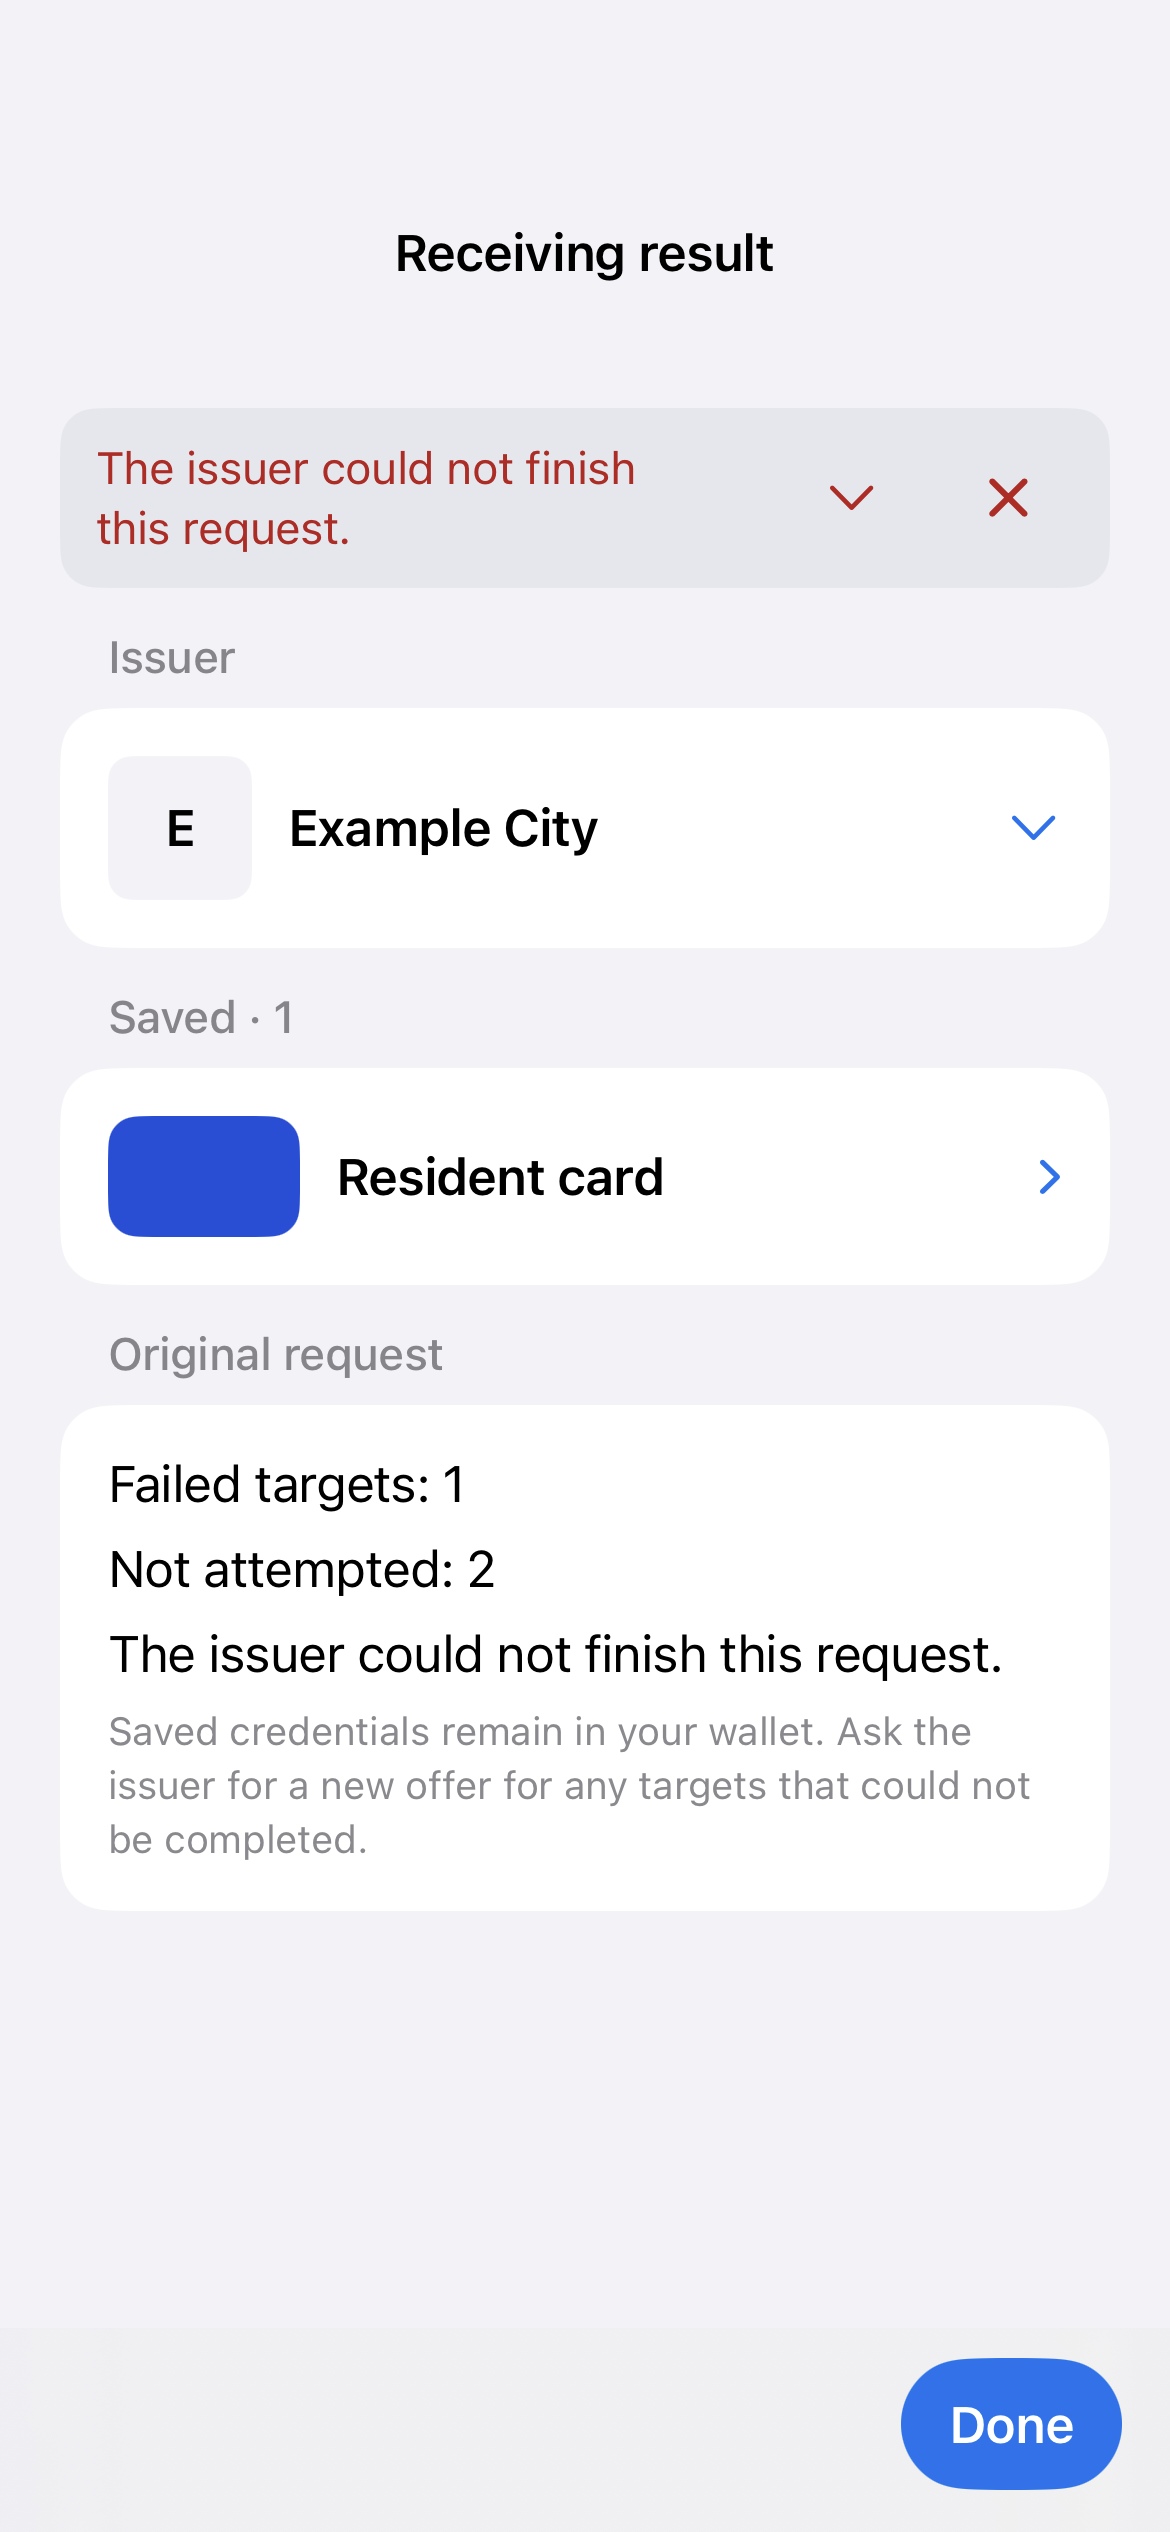 Receiving result
The issuer could not finish
this request.
Issuer
E
Example City
Saved · 1
Resident card
Original request
Failed targets: 1
Not attempted: 2
The issuer could not finish this request.
Saved credentials remain in your wallet. Ask the
issuer for a new offer for any targets that could not
be completed.
Done